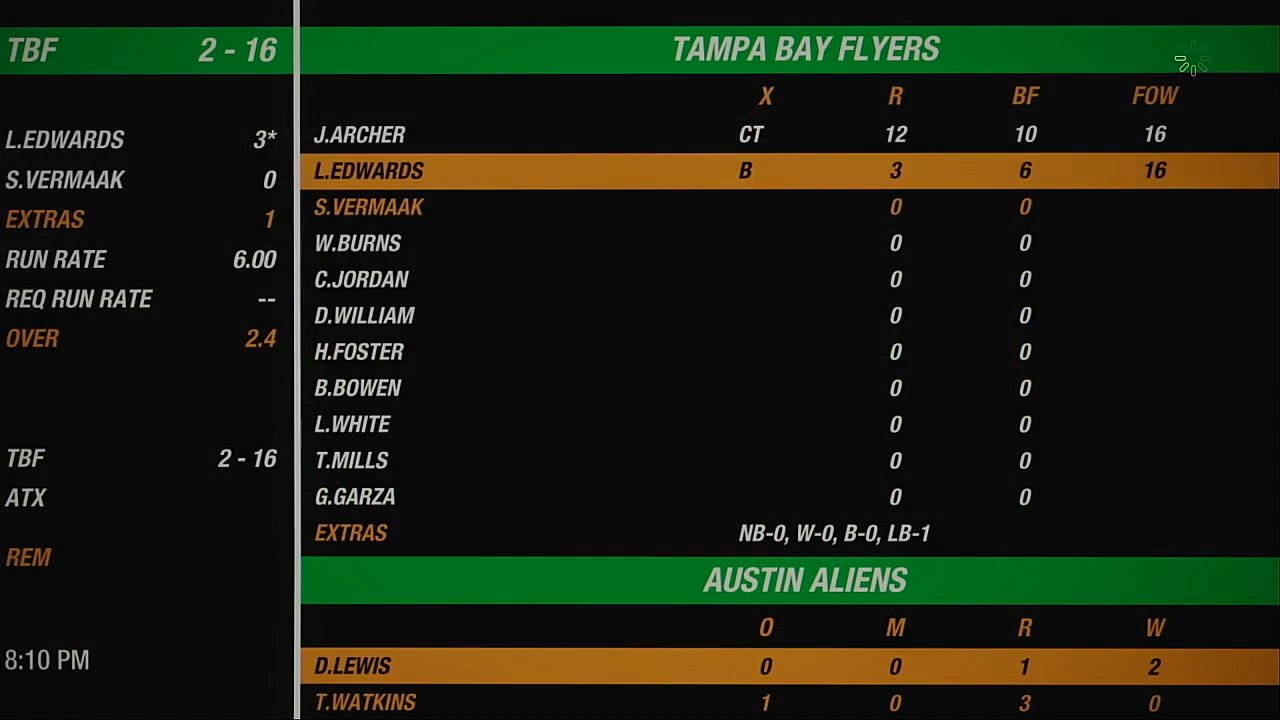 TBF 2 - 16
L.EDWARDS 3*
S.VERMAAK 0
EXTRAS 1
RUN RATE 6.00
REQ RUN RATE --
OVER 2.4
TBF 2 - 16
ATX
REM
8:10 PM
TAMPA BAY FLYERS
X R BF FOW
J.ARCHER CT 12 10 16
L.EDWARDS B 3 6 16
S.VERMAAK 0 0
W.BURNS 0 0
C.JORDAN 0 0
D.WILLIAM 0 0
H.FOSTER 0 0
B.BOWEN 0 0
L.WHITE 0 0
T.MILLS 0 0
G.GARZA 0 0
EXTRAS NB-0, W-0, B-0, LB-1
AUSTIN ALIENS
O M R W
D.LEWIS 0 0 1 2
T.WATKINS 1 0 3 0